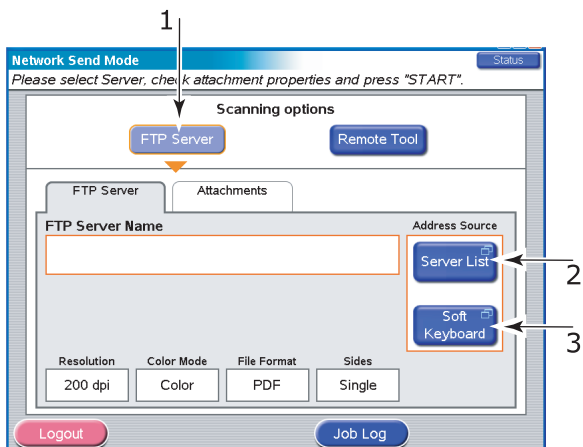 1
Network Send Mode
Status
Please select Server, check attachment properties and press "START".
Scanning options
FTP Server
Remote Tool
FTP Server
Attachments
FTP Server Name
Address Source
Server List
2
Soft
Keyboard
3
Resolution
Color Mode
File Format
Sides
200 dpi
Color
PDF
Single
Logout
Job Log